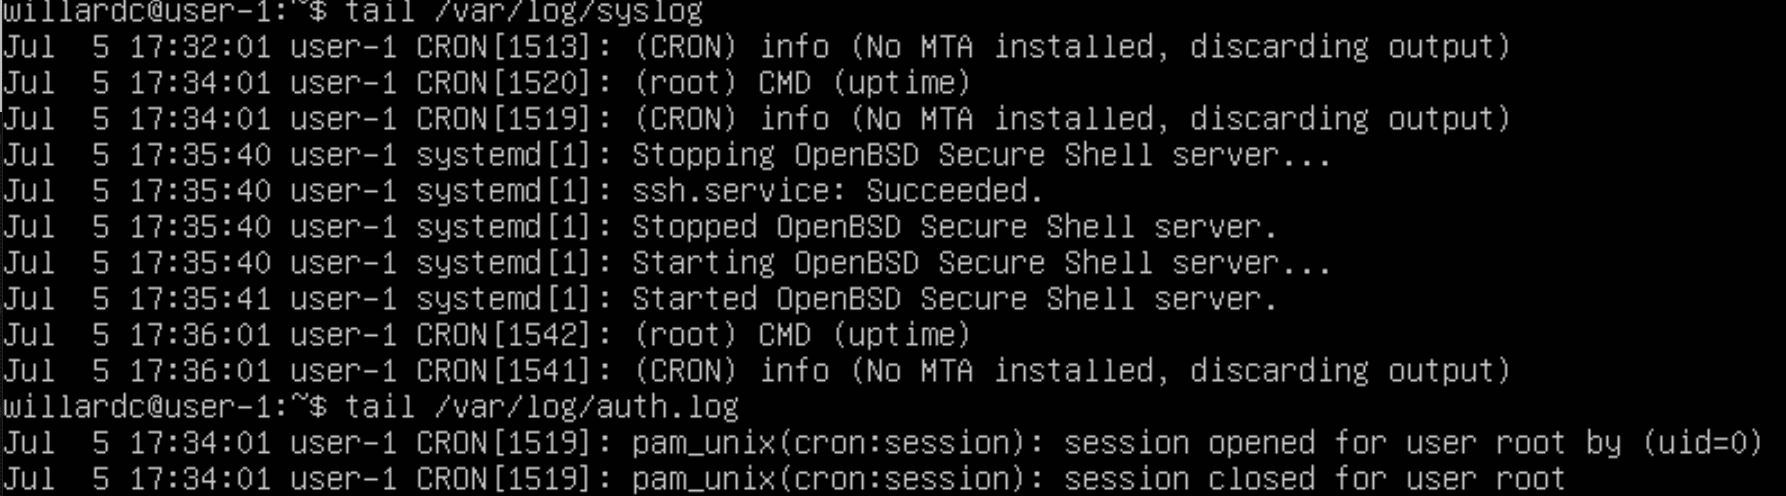 willardc@user-1:~$ tail /var/log/syslog
Jul  5 17:32:01 user-1 CRON[1513]: (CRON) info (No MTA installed, discarding output)
Jul  5 17:34:01 user-1 CRON[1520]: (root) CMD (uptime)
Jul  5 17:34:01 user-1 CRON[1519]: (CRON) info (No MTA installed, discarding output)
Jul  5 17:35:40 user-1 systemd[1]: Stopping OpenBSD Secure Shell server...
Jul  5 17:35:40 user-1 systemd[1]: ssh.service: Succeeded.
Jul  5 17:35:40 user-1 systemd[1]: Stopped OpenBSD Secure Shell server.
Jul  5 17:35:40 user-1 systemd[1]: Starting OpenBSD Secure Shell server...
Jul  5 17:35:41 user-1 systemd[1]: Started OpenBSD Secure Shell server.
Jul  5 17:36:01 user-1 CRON[1542]: (root) CMD (uptime)
Jul  5 17:36:01 user-1 CRON[1541]: (CRON) info (No MTA installed, discarding output)
willardc@user-1:~$ tail /var/log/auth.log
Jul  5 17:34:01 user-1 CRON[1519]: pam_unix(cron:session): session opened for user root by (uid=0)
Jul  5 17:34:01 user-1 CRON[1519]: pam_unix(cron:session): session closed for user root